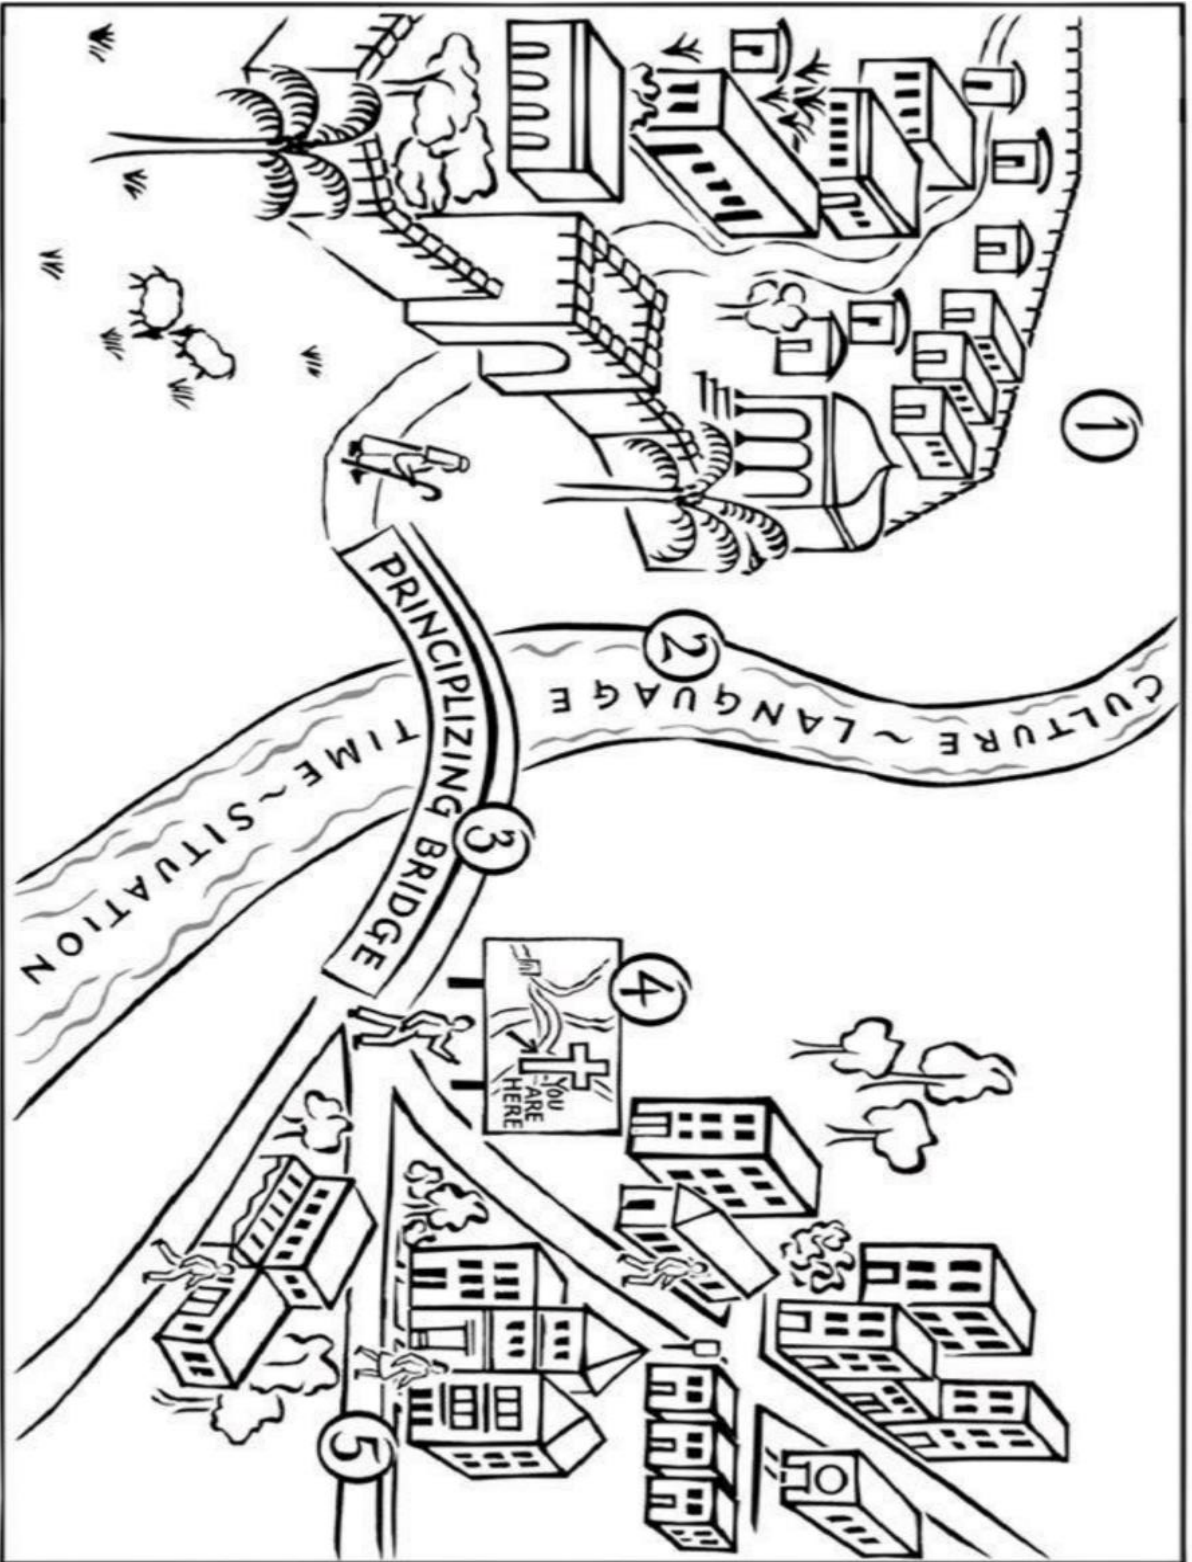 1
2
CULTURE ~ LANGUAGE
TIME ~ SITUATION
PRINCIPLIZING BRIDGE
3
4
YOU
ARE
HERE
5